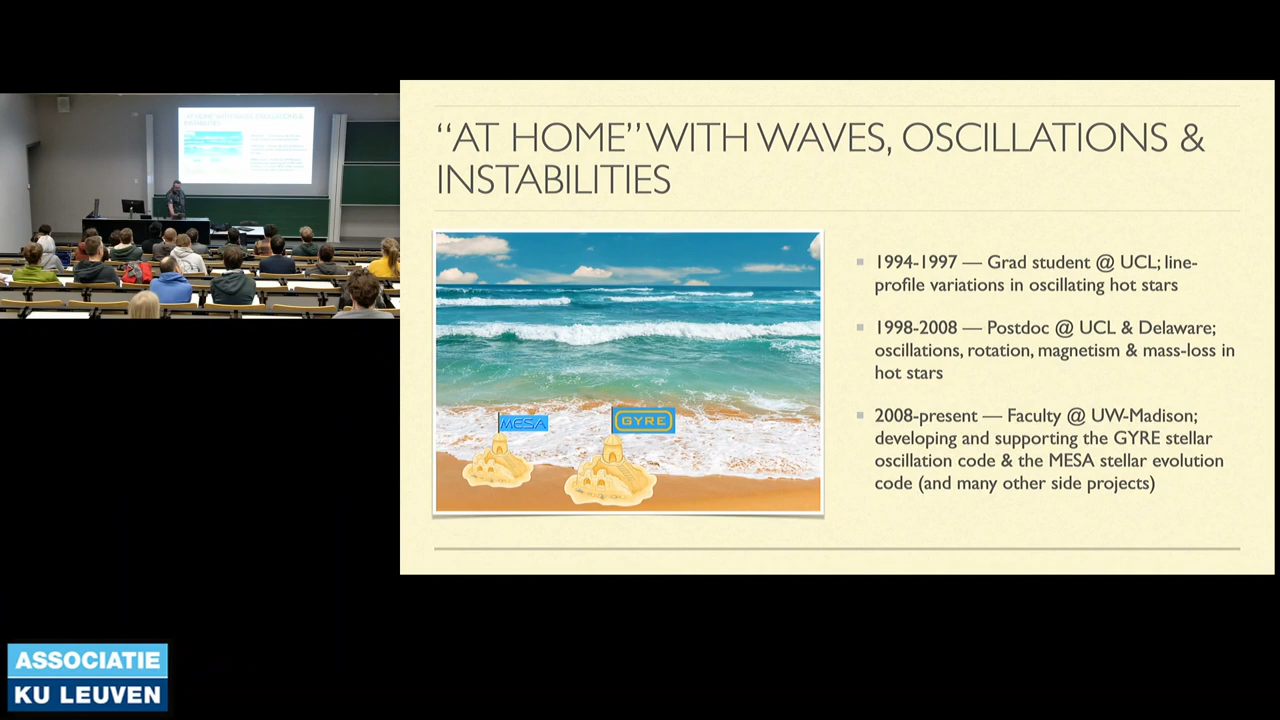 “AT HOME” WITH WAVES, OSCILLATIONS &
INSTABILITIES
MESA
GYRE
1994-1997 — Grad student @ UCL; line-
profile variations in oscillating hot stars
1998-2008 — Postdoc @ UCL & Delaware;
oscillations, rotation, magnetism & mass-loss in
hot stars
2008-present — Faculty @ UW-Madison;
developing and supporting the GYRE stellar
oscillation code & the MESA stellar evolution
code (and many other side projects)
ASSOCIATIE
KU LEUVEN